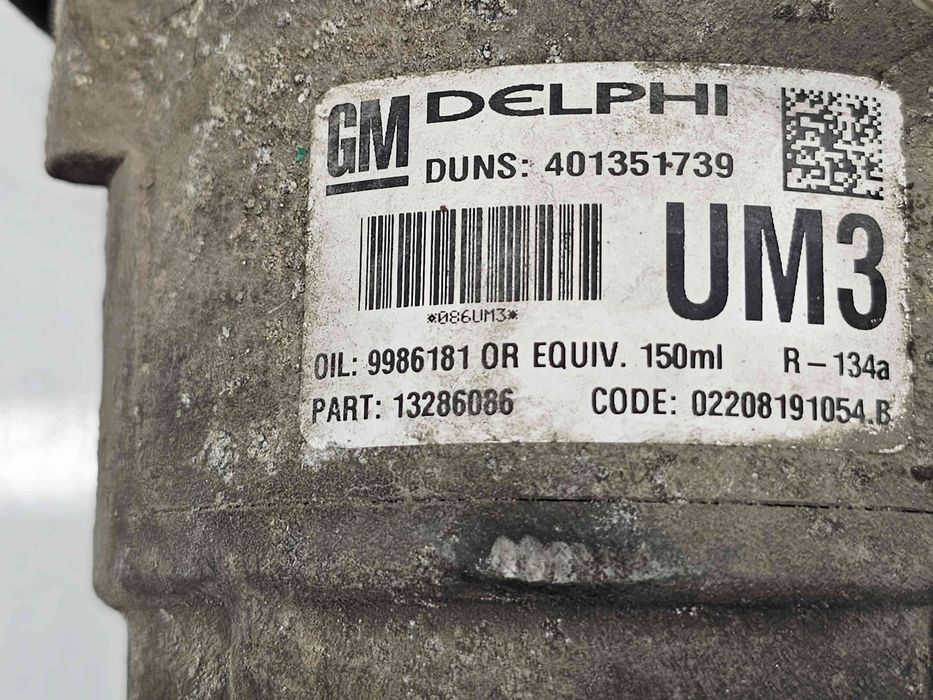 GM DELPHI
DUNS: 401351739
UM3
*086UM3*
OIL: 9986181 OR EQUIV. 150ml R-134a
PART: 13286086 CODE: 02208191054.B